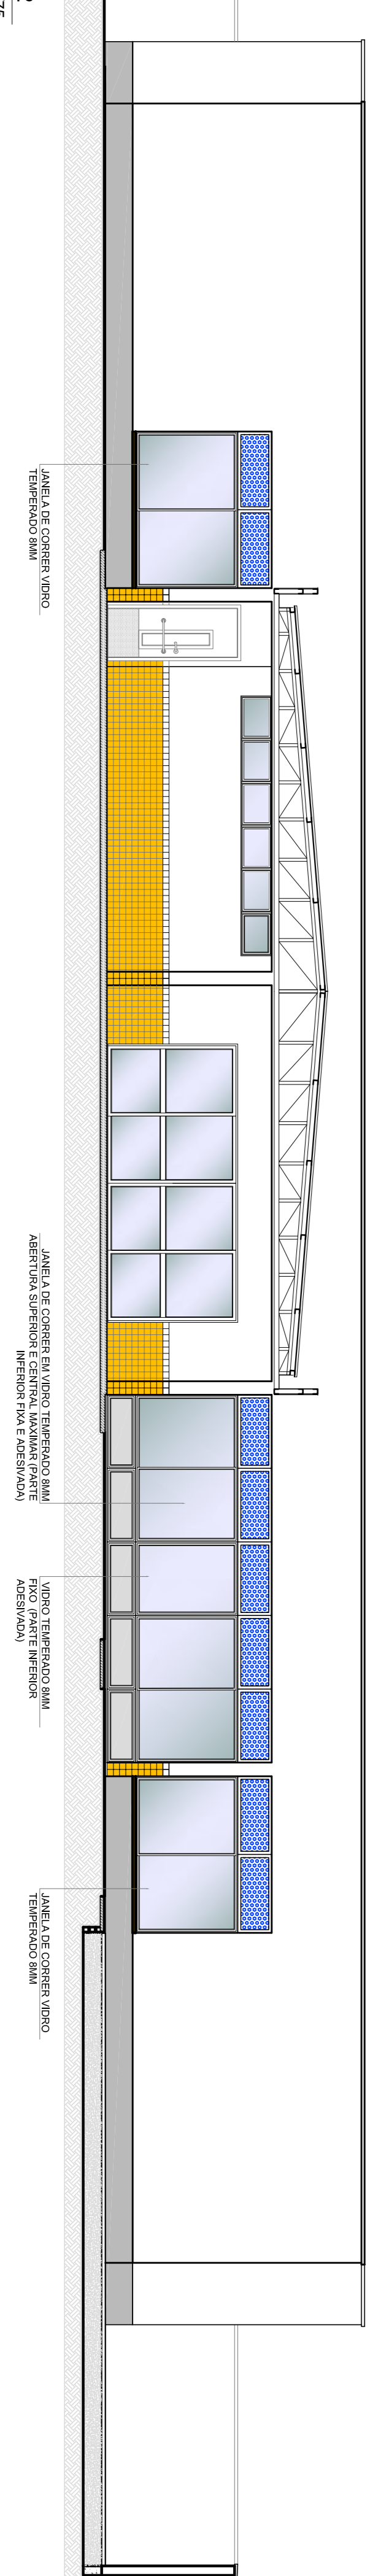 JANELA DE CORRER VIDRO
TEMPERADO 8MM
JANELA DE CORRER EM VIDRO TEMPERADO 8MM
ABERTURA SUPERIOR E CENTRAL MAXIMAR (PARTE
INFERIOR FIXA E ADESIVADA)
VIDRO TEMPERADO 8MM
FIXO (PARTE INFERIOR
ADESIVADA)
JANELA DE CORRER VIDRO
TEMPERADO 8MM